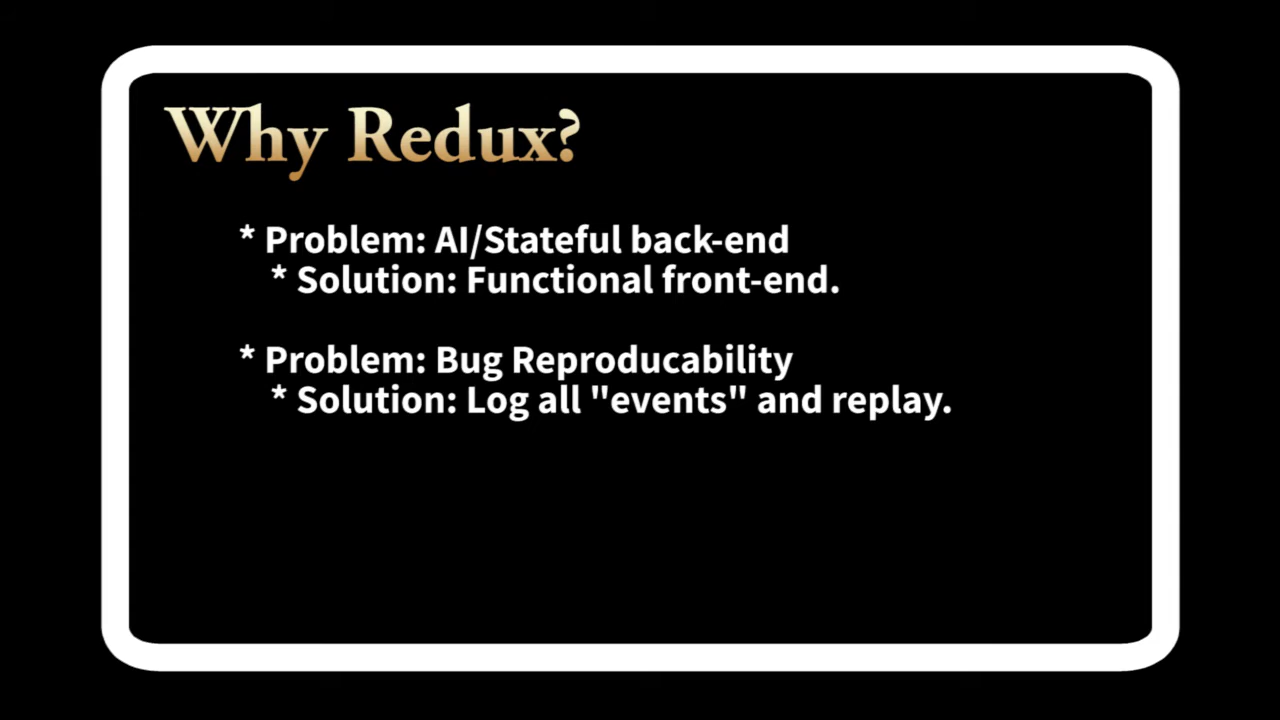 Why Redux?
* Problem: AI/Stateful back-end
* Solution: Functional front-end.
* Problem: Bug Reproducability
* Solution: Log all "events" and replay.